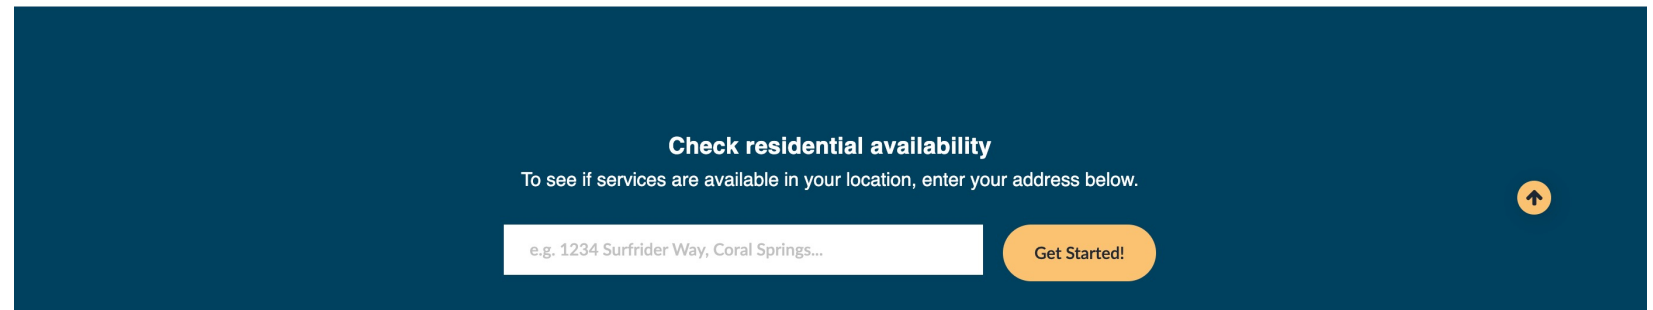 Check residential availability
To see if services are available in your location, enter your address below.
e.g. 1234 Surfrider Way, Coral Springs...
Get Started!